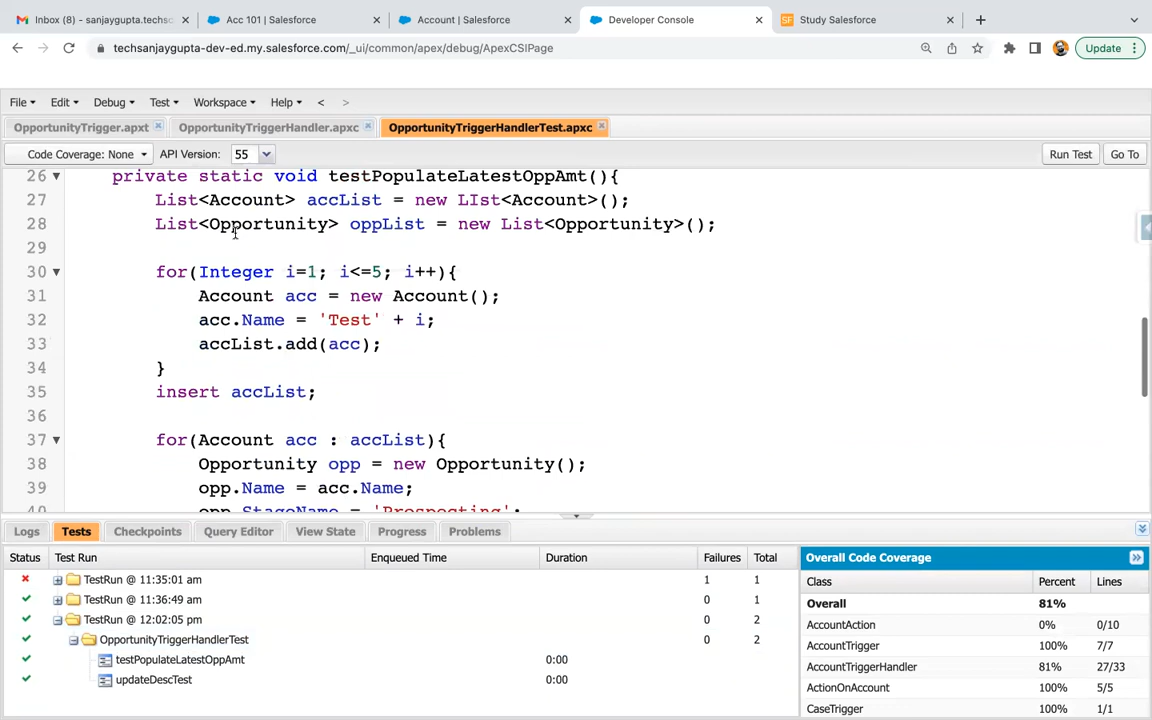 Inbox (3) - sanjaygupta.techsc
Acc 101 | Salesforce
Account | Salesforce
Developer Console
Study Salesforce
techsanjaygupta-dev-ed.my.salesforce.com/_ui/common/apex/debug/ApexCSIPage
Update
File Edit Debug Test Workspace Help < >
OpportunityTrigger.apxt OpportunityTriggerHandler.apxc OpportunityTriggerHandlerTest.apxc
Code Coverage: None API Version: 55 Run Test Go To
26 private static void testPopulateLatestOppAmt(){
27 List<Account> accList = new LIst<Account>();
28 List<Opportunity> oppList = new List<Opportunity>();
29
30 for(Integer i=1; i<=5; i++){
31 Account acc = new Account();
32 acc.Name = 'Test' + i;
33 accList.add(acc);
34 }
35 insert accList;
36
37 for(Account acc : accList){
38 Opportunity opp = new Opportunity();
39 opp.Name = acc.Name;
40 opp.StageName = 'Prospecting';
Logs Tests Checkpoints Query Editor View State Progress Problems
Status Test Run Enqueued Time Duration Failures Total
TestRun @ 11:35:01 am 1 1
TestRun @ 11:36:49 am 0 1
TestRun @ 12:02:05 pm 0 2
OpportunityTriggerHandlerTest 0 2
testPopulateLatestOppAmt 0:00
updateDescTest 0:00
Overall Code Coverage
Class Percent Lines
Overall 81%
AccountAction 0% 0/10
AccountTrigger 100% 7/7
AccountTriggerHandler 81% 27/33
ActionOnAccount 100% 5/5
CaseTrigger 100% 1/1